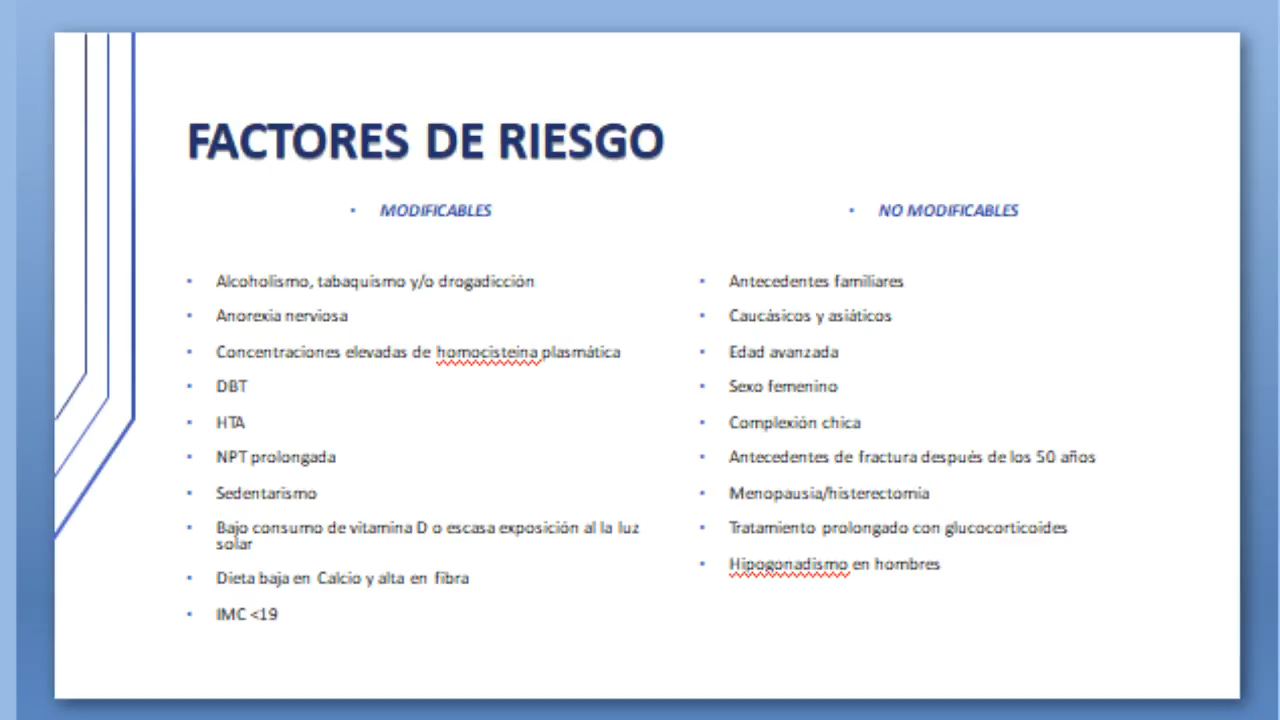 FACTORES DE RIESGO
• MODIFICABLES
• Alcoholismo, tabaquismo y/o drogadicción
• Anorexia nerviosa
• Concentraciones elevadas de homocisteina plasmática
• DBT
• HTA
• NPT prolongada
• Sedentarismo
• Bajo consumo de vitamina D o escasa exposición al la luz
solar
• Dieta baja en Calcio y alta en fibra
• IMC <19
• NO MODIFICABLES
• Antecedentes familiares
• Caucásicos y asiáticos
• Edad avanzada
• Sexo femenino
• Complexión chica
• Antecedentes de fractura después de los 50 años
• Menopausia/histerectomia
• Tratamiento prolongado con glucocorticoides
• Hipogonadismo en hombres